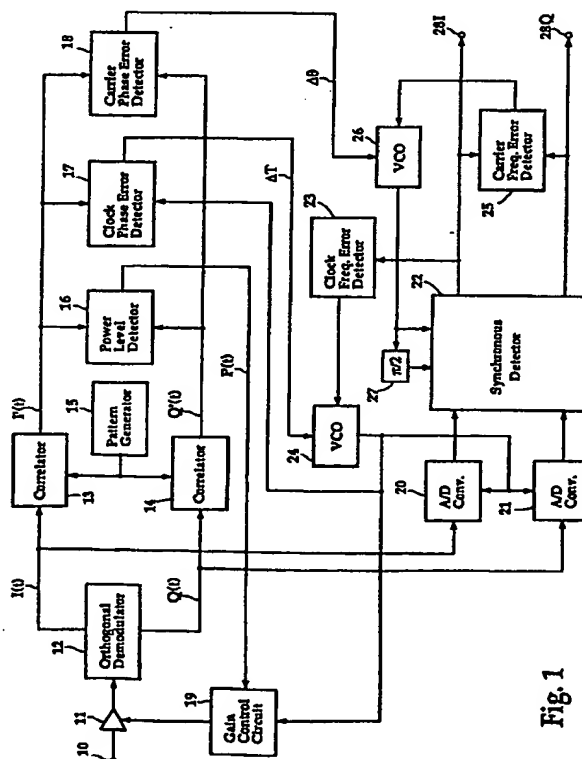 18
Carrier
Phase Error
Detector
17
Clock
Phase Error
Detector
16
Power
Level
Detector
15
Pattern
Generator
I'(t)
Q'(t)
Correlator
13
Correlator
14
I(t)
Q(t)
12
Orthogonal
Demodulator
11
10
19
Gain
Control
Circuit
P(t)
ΔT
Δθ
26
VCO
23
Clock
Freq. Error
Detector
24
VCO
Carrier
Freq. Error
Detector
25
28I
28Q
22
Synchronous
Detector
π/2
27
20
A/D
Conv.
21
A/D
Conv.
Fig. 1